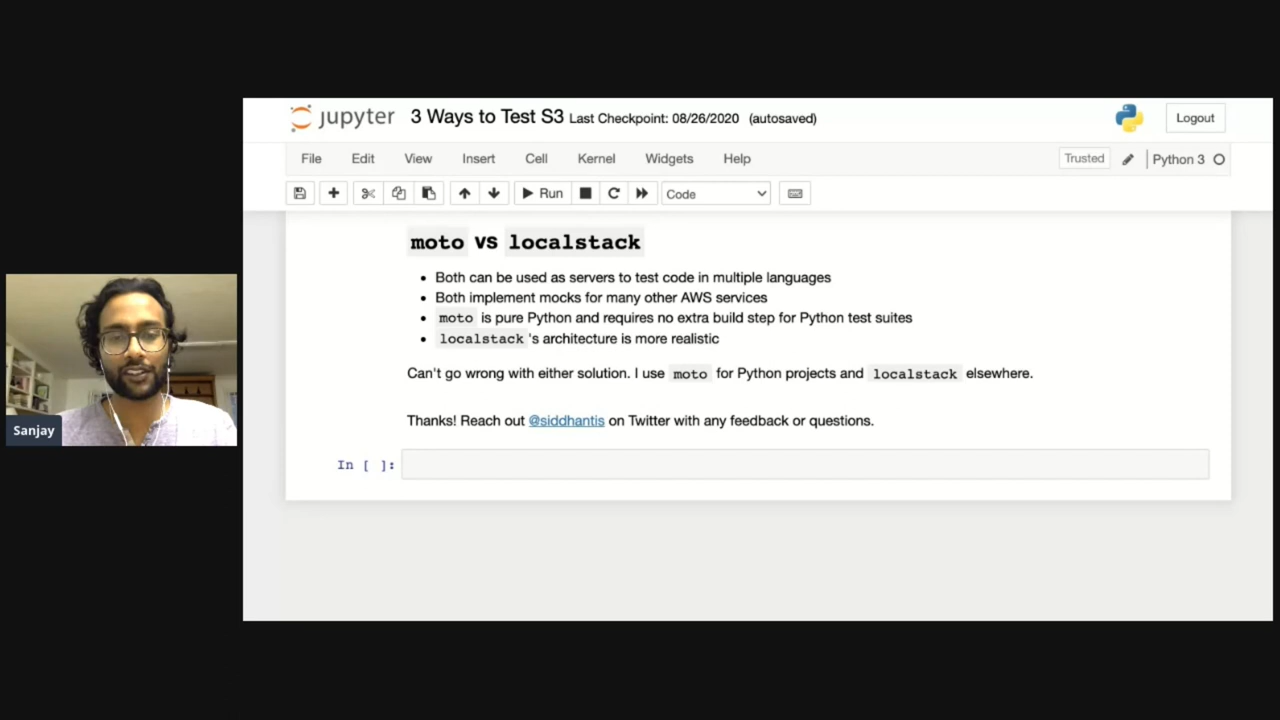 jupyter 3 Ways to Test S3 Last Checkpoint: 08/26/2020 (autosaved) Logout
File Edit View Insert Cell Kernel Widgets Help Trusted Python 3
Run Code
moto vs localstack
Both can be used as servers to test code in multiple languages
Both implement mocks for many other AWS services
moto is pure Python and requires no extra build step for Python test suites
localstack 's architecture is more realistic
Can't go wrong with either solution. I use moto for Python projects and localstack elsewhere.
Thanks! Reach out @siddhantis on Twitter with any feedback or questions.
Sanjay
In [ ]: